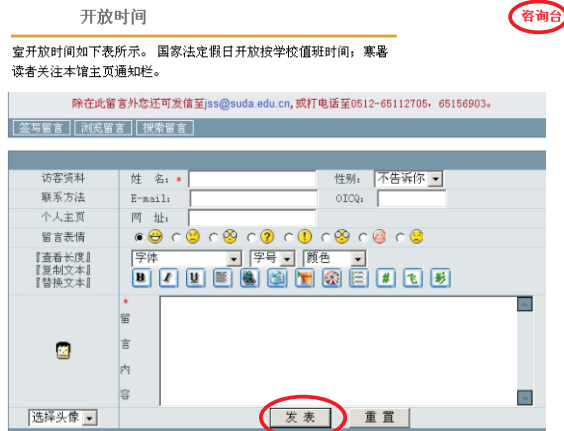 开放时间
咨询台
室开放时间如下表所示。 国家法定假日开放按学校值班时间；寒暑
读者关注本馆主页通知栏。
除在此留言外您还可发信至jss@suda.edu.cn,或打电话至0512-65112705，65156903。
签写留言 浏览留言 搜索留言
访客资料 姓 名：* 性别： 不告诉你
联系方法 E-mail: OICQ:
个人主页 网 址:
留言表情
『查看长度』 字体 字号 颜色
『复制文本』 B I U
『替换文本』 #
* 留言内容
选择头像 发 表 重 置